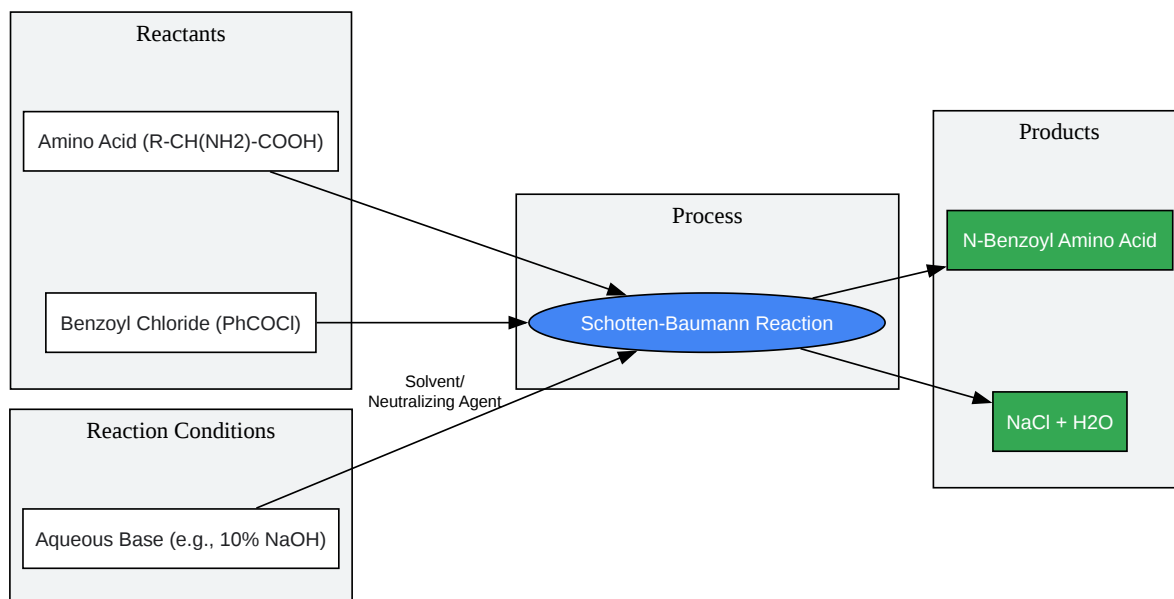 Reactants
Amino Acid (R-CH(NH2)-COOH)
Benzoyl Chloride (PhCOCl)
Reaction Conditions
Aqueous Base (e.g., 10% NaOH)
Solvent/
Neutralizing Agent
Process
Schotten-Baumann Reaction
Products
N-Benzoyl Amino Acid
NaCl + H2O